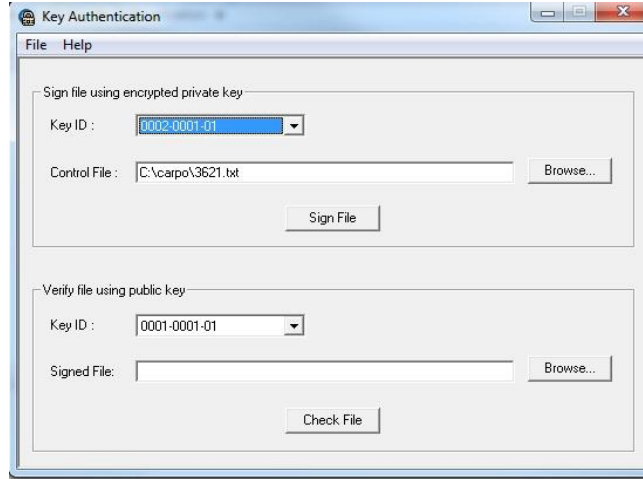 Key Authentication
File Help
Sign file using encrypted private key
Key ID : 0002-0001-01
Control File : C:\carpo\3621.txt Browse...
Sign File
Verify file using public key
Key ID : 0001-0001-01
Signed File: Browse...
Check File